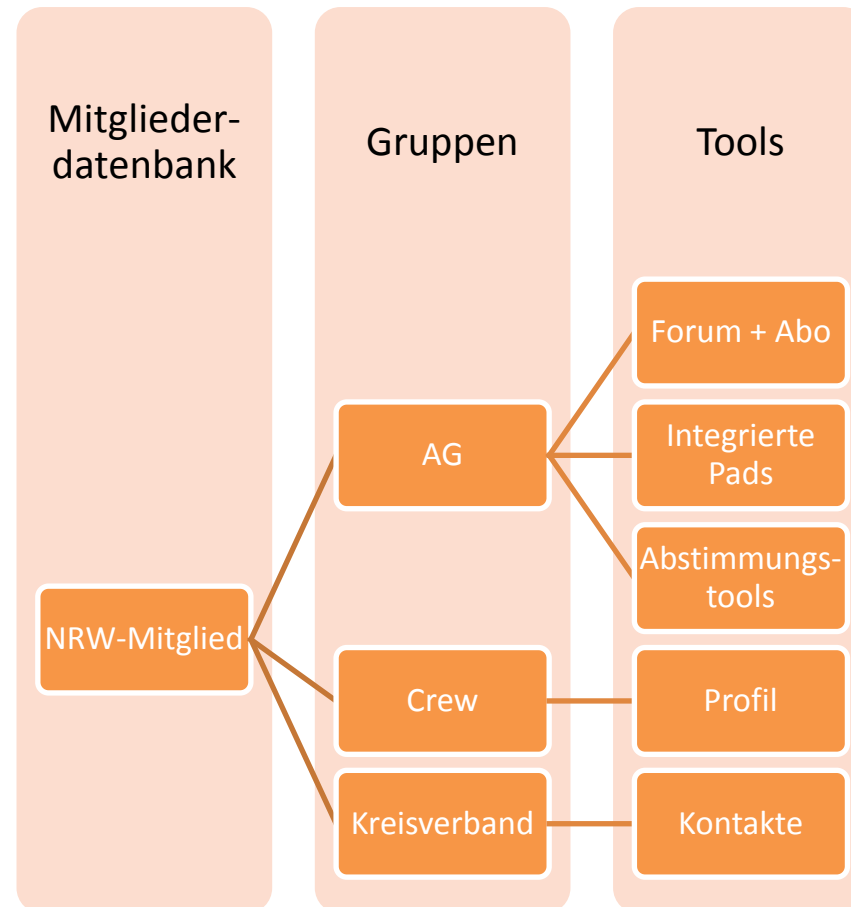 Mitglieder-
datenbank
Gruppen
Tools
NRW-Mitglied
AG
Crew
Kreisverband
Forum + Abo
Integrierte
Pads
Abstimmungs-
tools
Profil
Kontakte